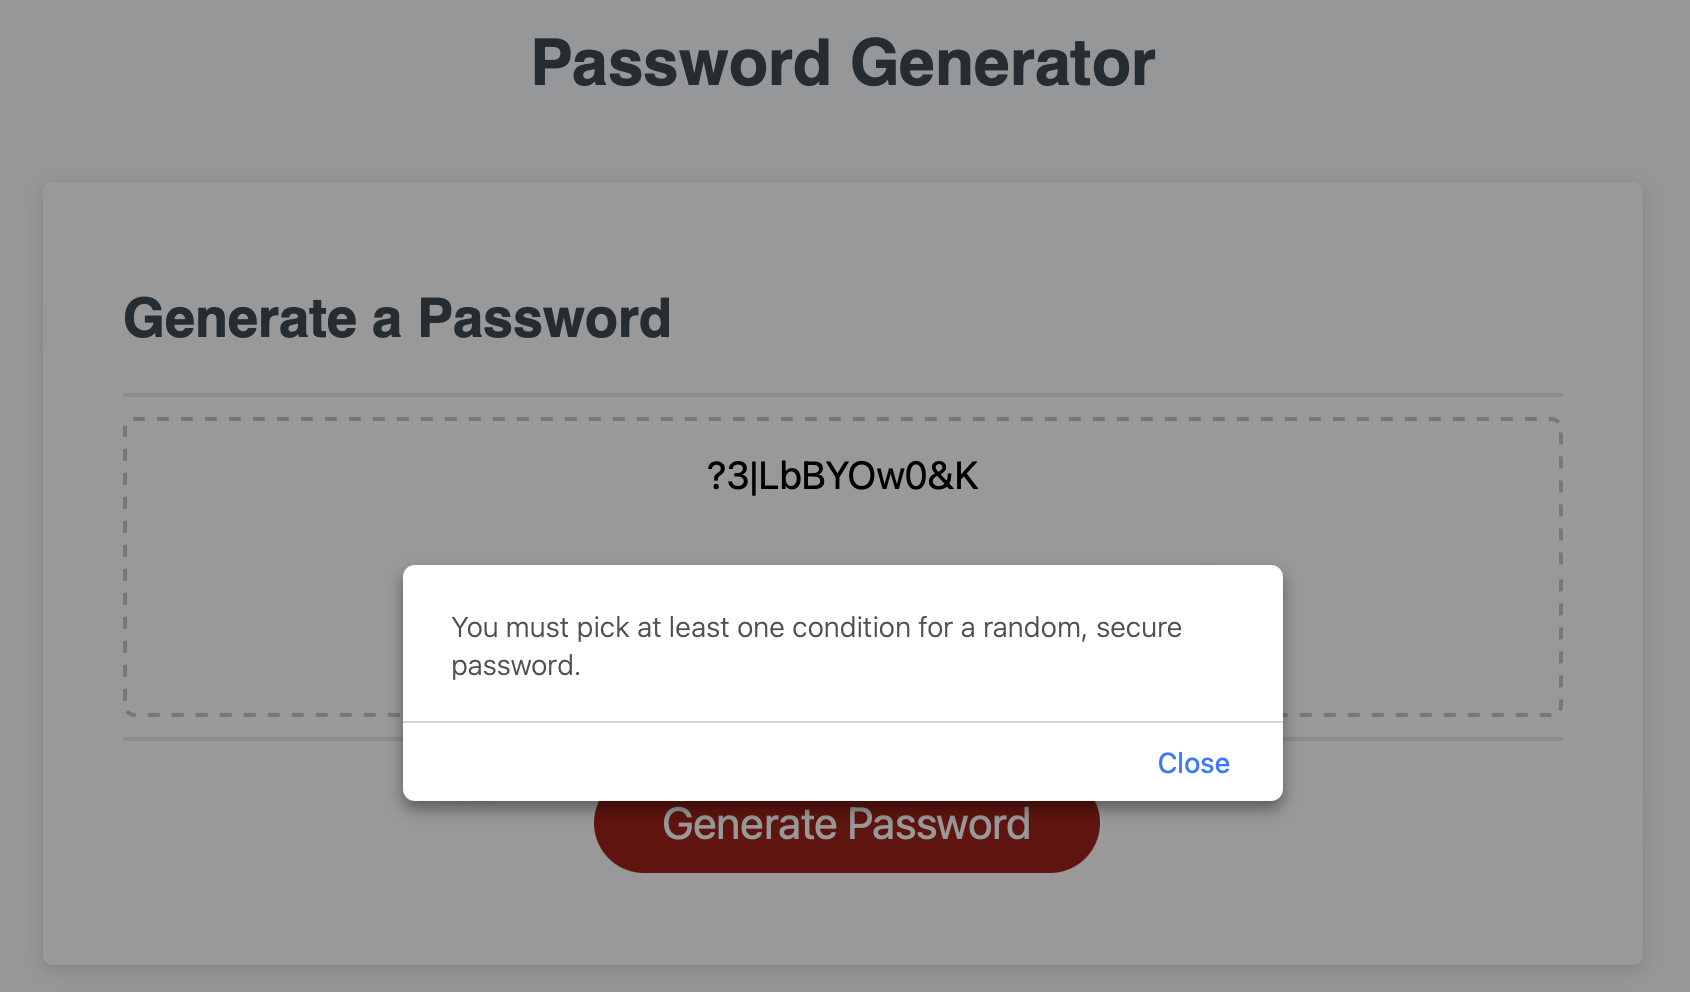 Password Generator
Generate a Password
?3|LbBYOw0&K
You must pick at least one condition for a random, secure
password.
Close
Generate Password